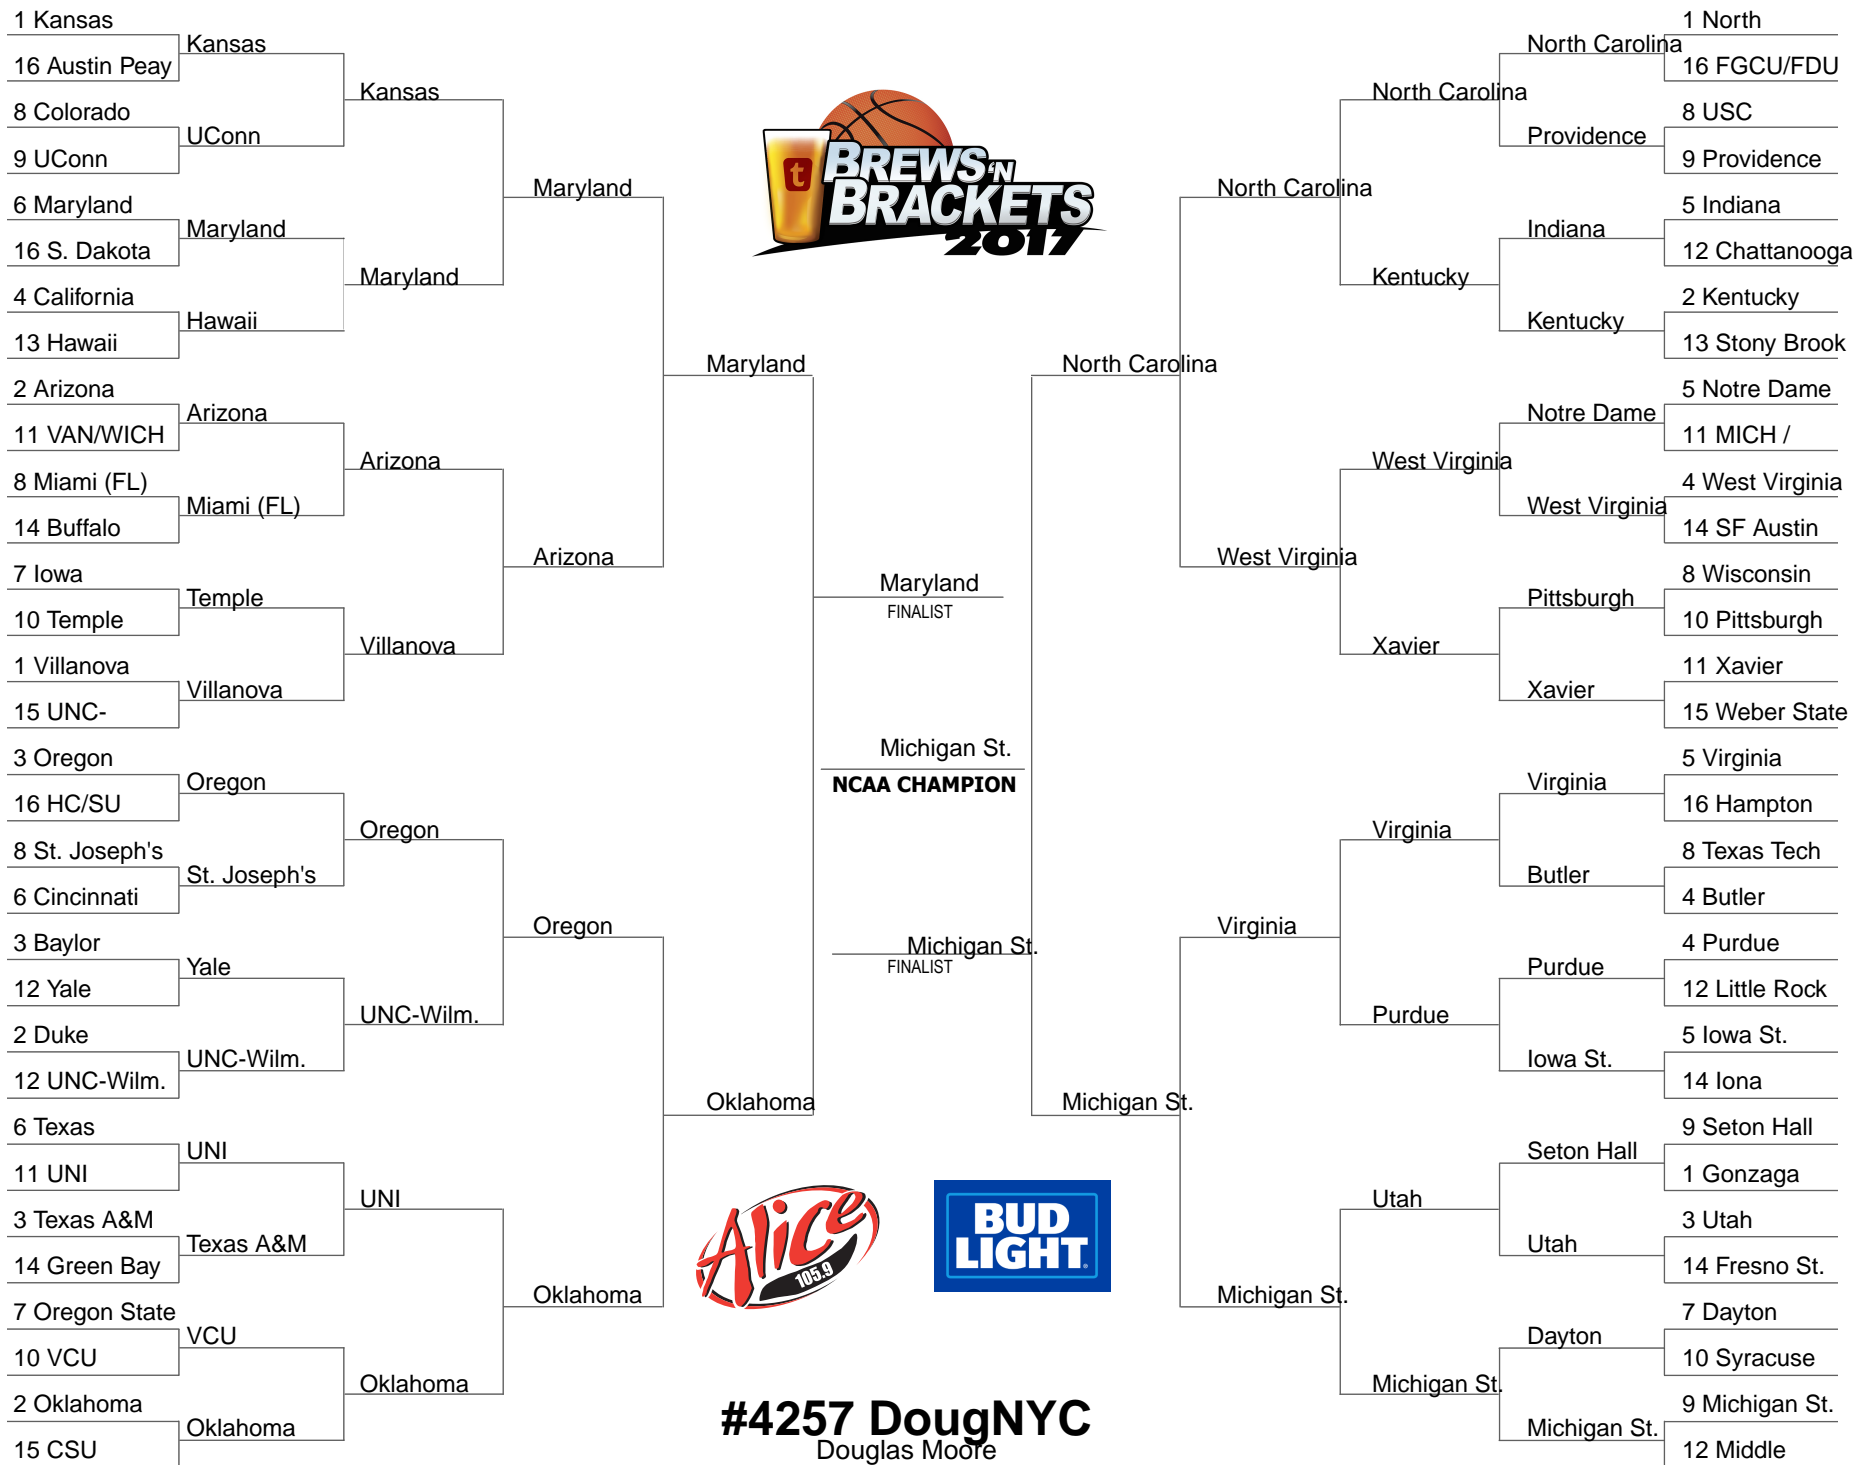 1 Kansas
16 Austin Peay
8 Colorado
9 UConn
6 Maryland
16 S. Dakota
4 California
13 Hawaii
2 Arizona
11 VAN/WICH
8 Miami (FL)
14 Buffalo
7 Iowa
10 Temple
1 Villanova
15 UNC-
3 Oregon
16 HC/SU
8 St. Joseph's
6 Cincinnati
3 Baylor
12 Yale
2 Duke
12 UNC-Wilm.
6 Texas
11 UNI
3 Texas A&M
14 Green Bay
7 Oregon State
10 VCU
2 Oklahoma
15 CSU
Kansas
UConn
Maryland
Hawaii
Arizona
Miami (FL)
Temple
Villanova
Oregon
St. Joseph's
Yale
UNC-Wilm.
UNI
Texas A&M
VCU
Oklahoma
Kansas
Maryland
Arizona
Villanova
Oregon
UNC-Wilm.
UNI
Oklahoma
Maryland
Arizona
Oregon
Oklahoma
Maryland
Oklahoma
t
BREWS 'N
BRACKETS
2017
Maryland
FINALIST
Michigan St.
NCAA CHAMPION
Michigan St.
FINALIST
Alice
105.9
BUD
LIGHT
#4257 DougNYC
Douglas Moore
North Carolina
Michigan St.
North Carolina
West Virginia
Virginia
Michigan St.
North Carolina
Kentucky
West Virginia
Xavier
Virginia
Purdue
Utah
Michigan St.
North Carolina
Providence
Indiana
Kentucky
Notre Dame
West Virginia
Pittsburgh
Xavier
Virginia
Butler
Purdue
Iowa St.
Seton Hall
Utah
Dayton
Michigan St.
1 North
16 FGCU/FDU
8 USC
9 Providence
5 Indiana
12 Chattanooga
2 Kentucky
13 Stony Brook
5 Notre Dame
11 MICH /
4 West Virginia
14 SF Austin
8 Wisconsin
10 Pittsburgh
11 Xavier
15 Weber State
5 Virginia
16 Hampton
8 Texas Tech
4 Butler
4 Purdue
12 Little Rock
5 Iowa St.
14 Iona
9 Seton Hall
1 Gonzaga
3 Utah
14 Fresno St.
7 Dayton
10 Syracuse
9 Michigan St.
12 Middle